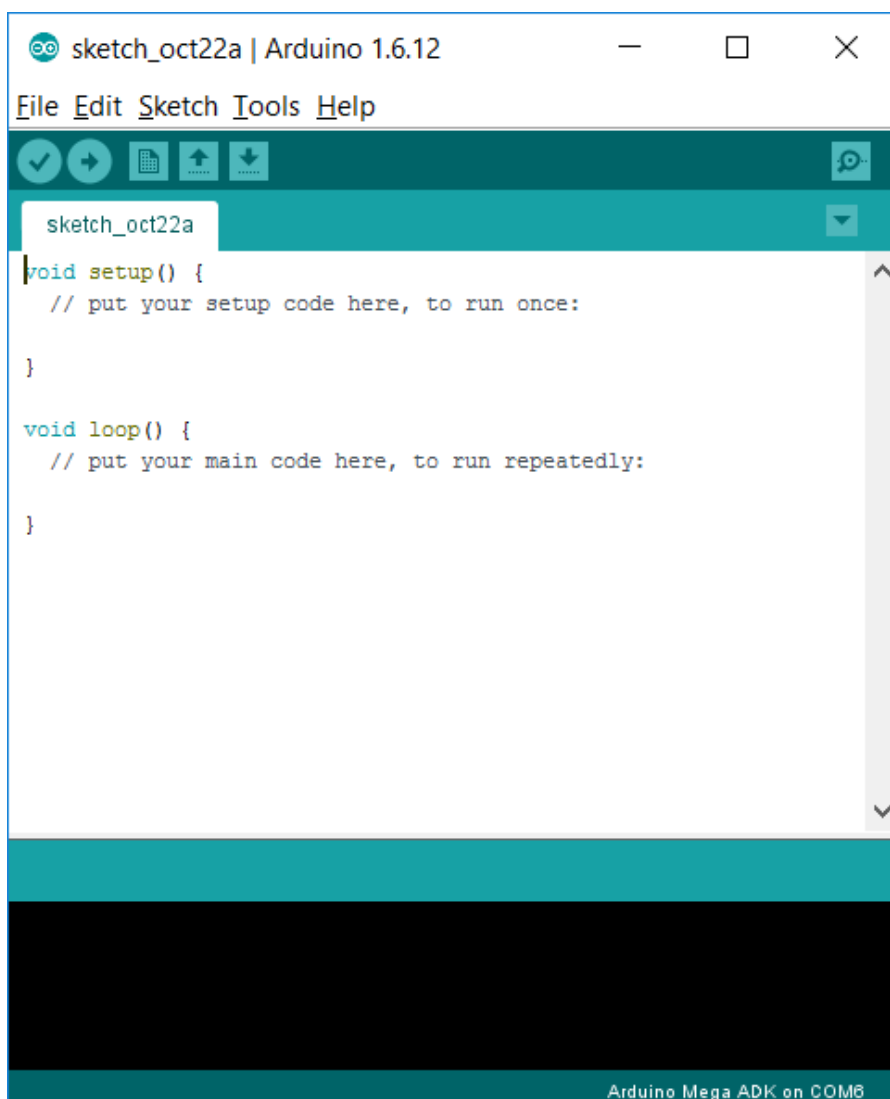 sketch_oct22a | Arduino 1.6.12
File Edit Sketch Tools Help
sketch_oct22a
void setup() {
  // put your setup code here, to run once:
}
void loop() {
  // put your main code here, to run repeatedly:
}
Arduino Mega ADK on COM6